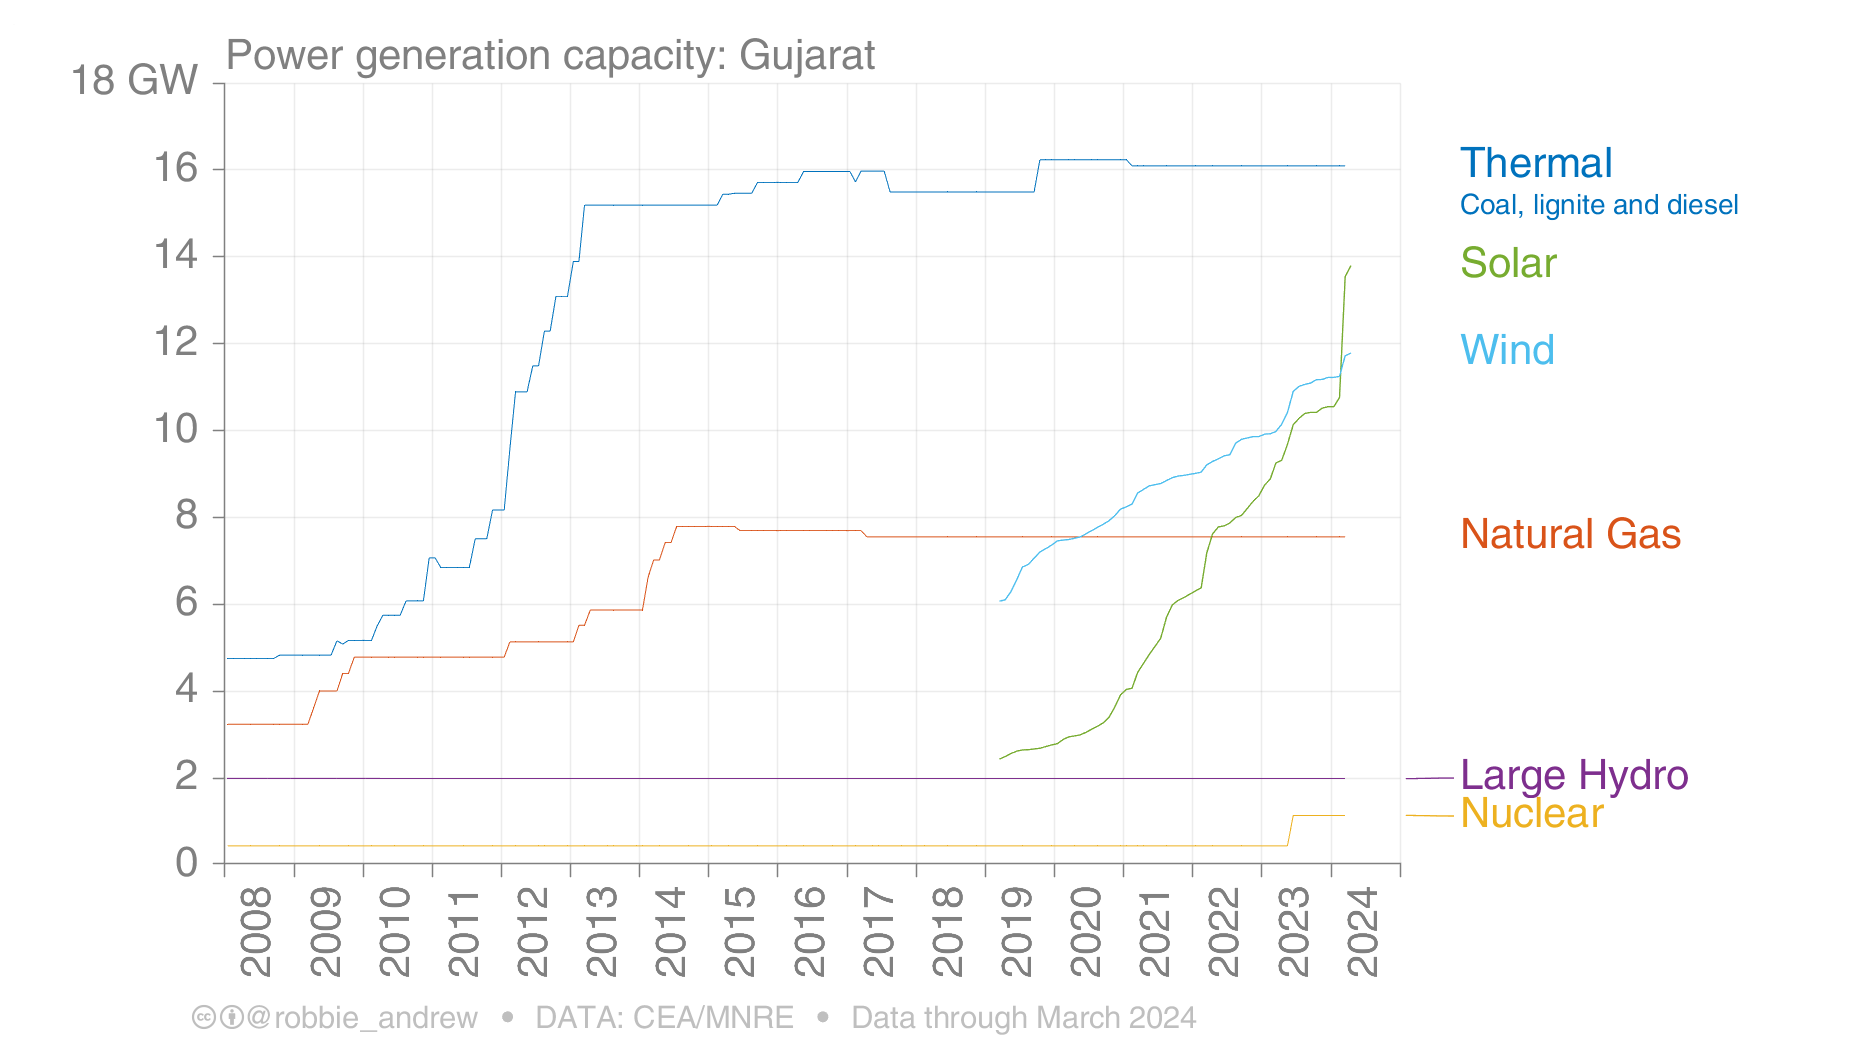 Power generation capacity: Gujarat
18 GW
16
14
12
10
8
6
4
2
0
Thermal
Coal, lignite and diesel
Solar
Wind
Natural Gas
Large Hydro
Nuclear
2008 2009 2010 2011 2012 2013 2014 2015 2016 2017 2018 2019 2020 2021 2022 2023 2024
cc @robbie_andrew • DATA: CEA/MNRE • Data through March 2024